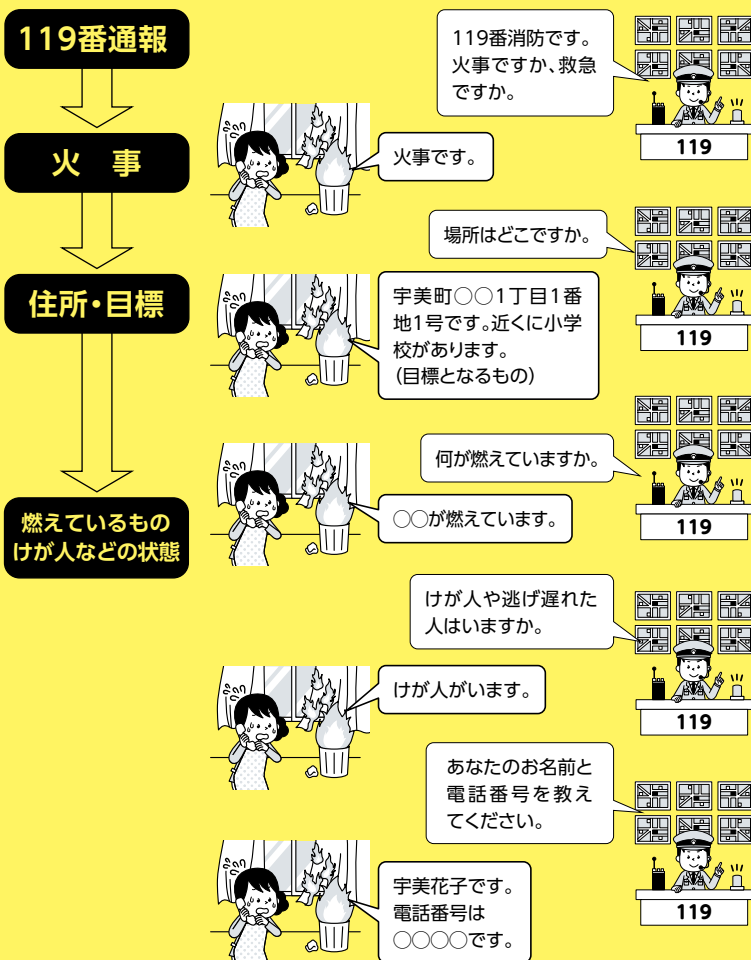 119番通報
119番消防です。
火事ですか、救急
ですか。
119
火　事
火事です。
場所はどこですか。
119
住所・目標
宇美町○○1丁目1番
地1号です。近くに小学
校があります。
(目標となるもの)
何が燃えていますか。
119
燃えているもの
けが人などの状態
○○が燃えています。
けが人や逃げ遅れた
人はいますか。
119
けが人がいます。
あなたのお名前と
電話番号を教え
てください。
119
宇美花子です。
電話番号は
○○○○です。